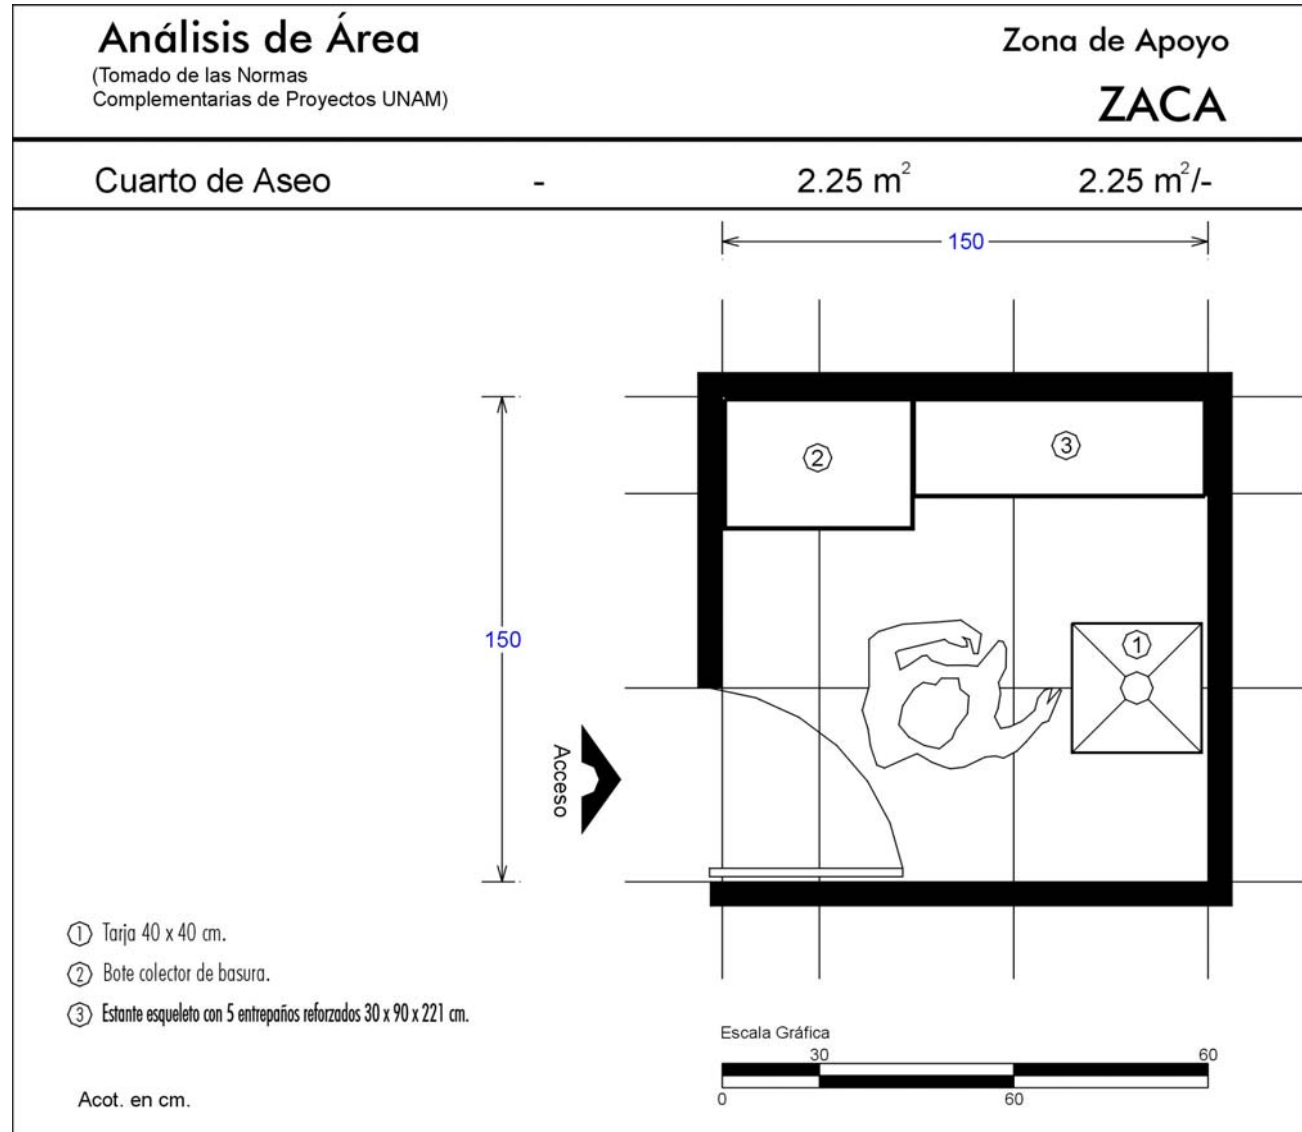 Análisis de Área
(Tomado de las Normas
Complementarias de Proyectos UNAM)
Zona de Apoyo
ZACA
Cuarto de Aseo - 2.25 m² 2.25 m²/-
150
2
3
150
1
Acceso
1 Tarja 40 x 40 cm.
2 Bote colector de basura.
3 Estante esqueleto con 5 entrepaños reforzados 30 x 90 x 221 cm.
Acot. en cm.
Escala Gráfica
30 60
0 60